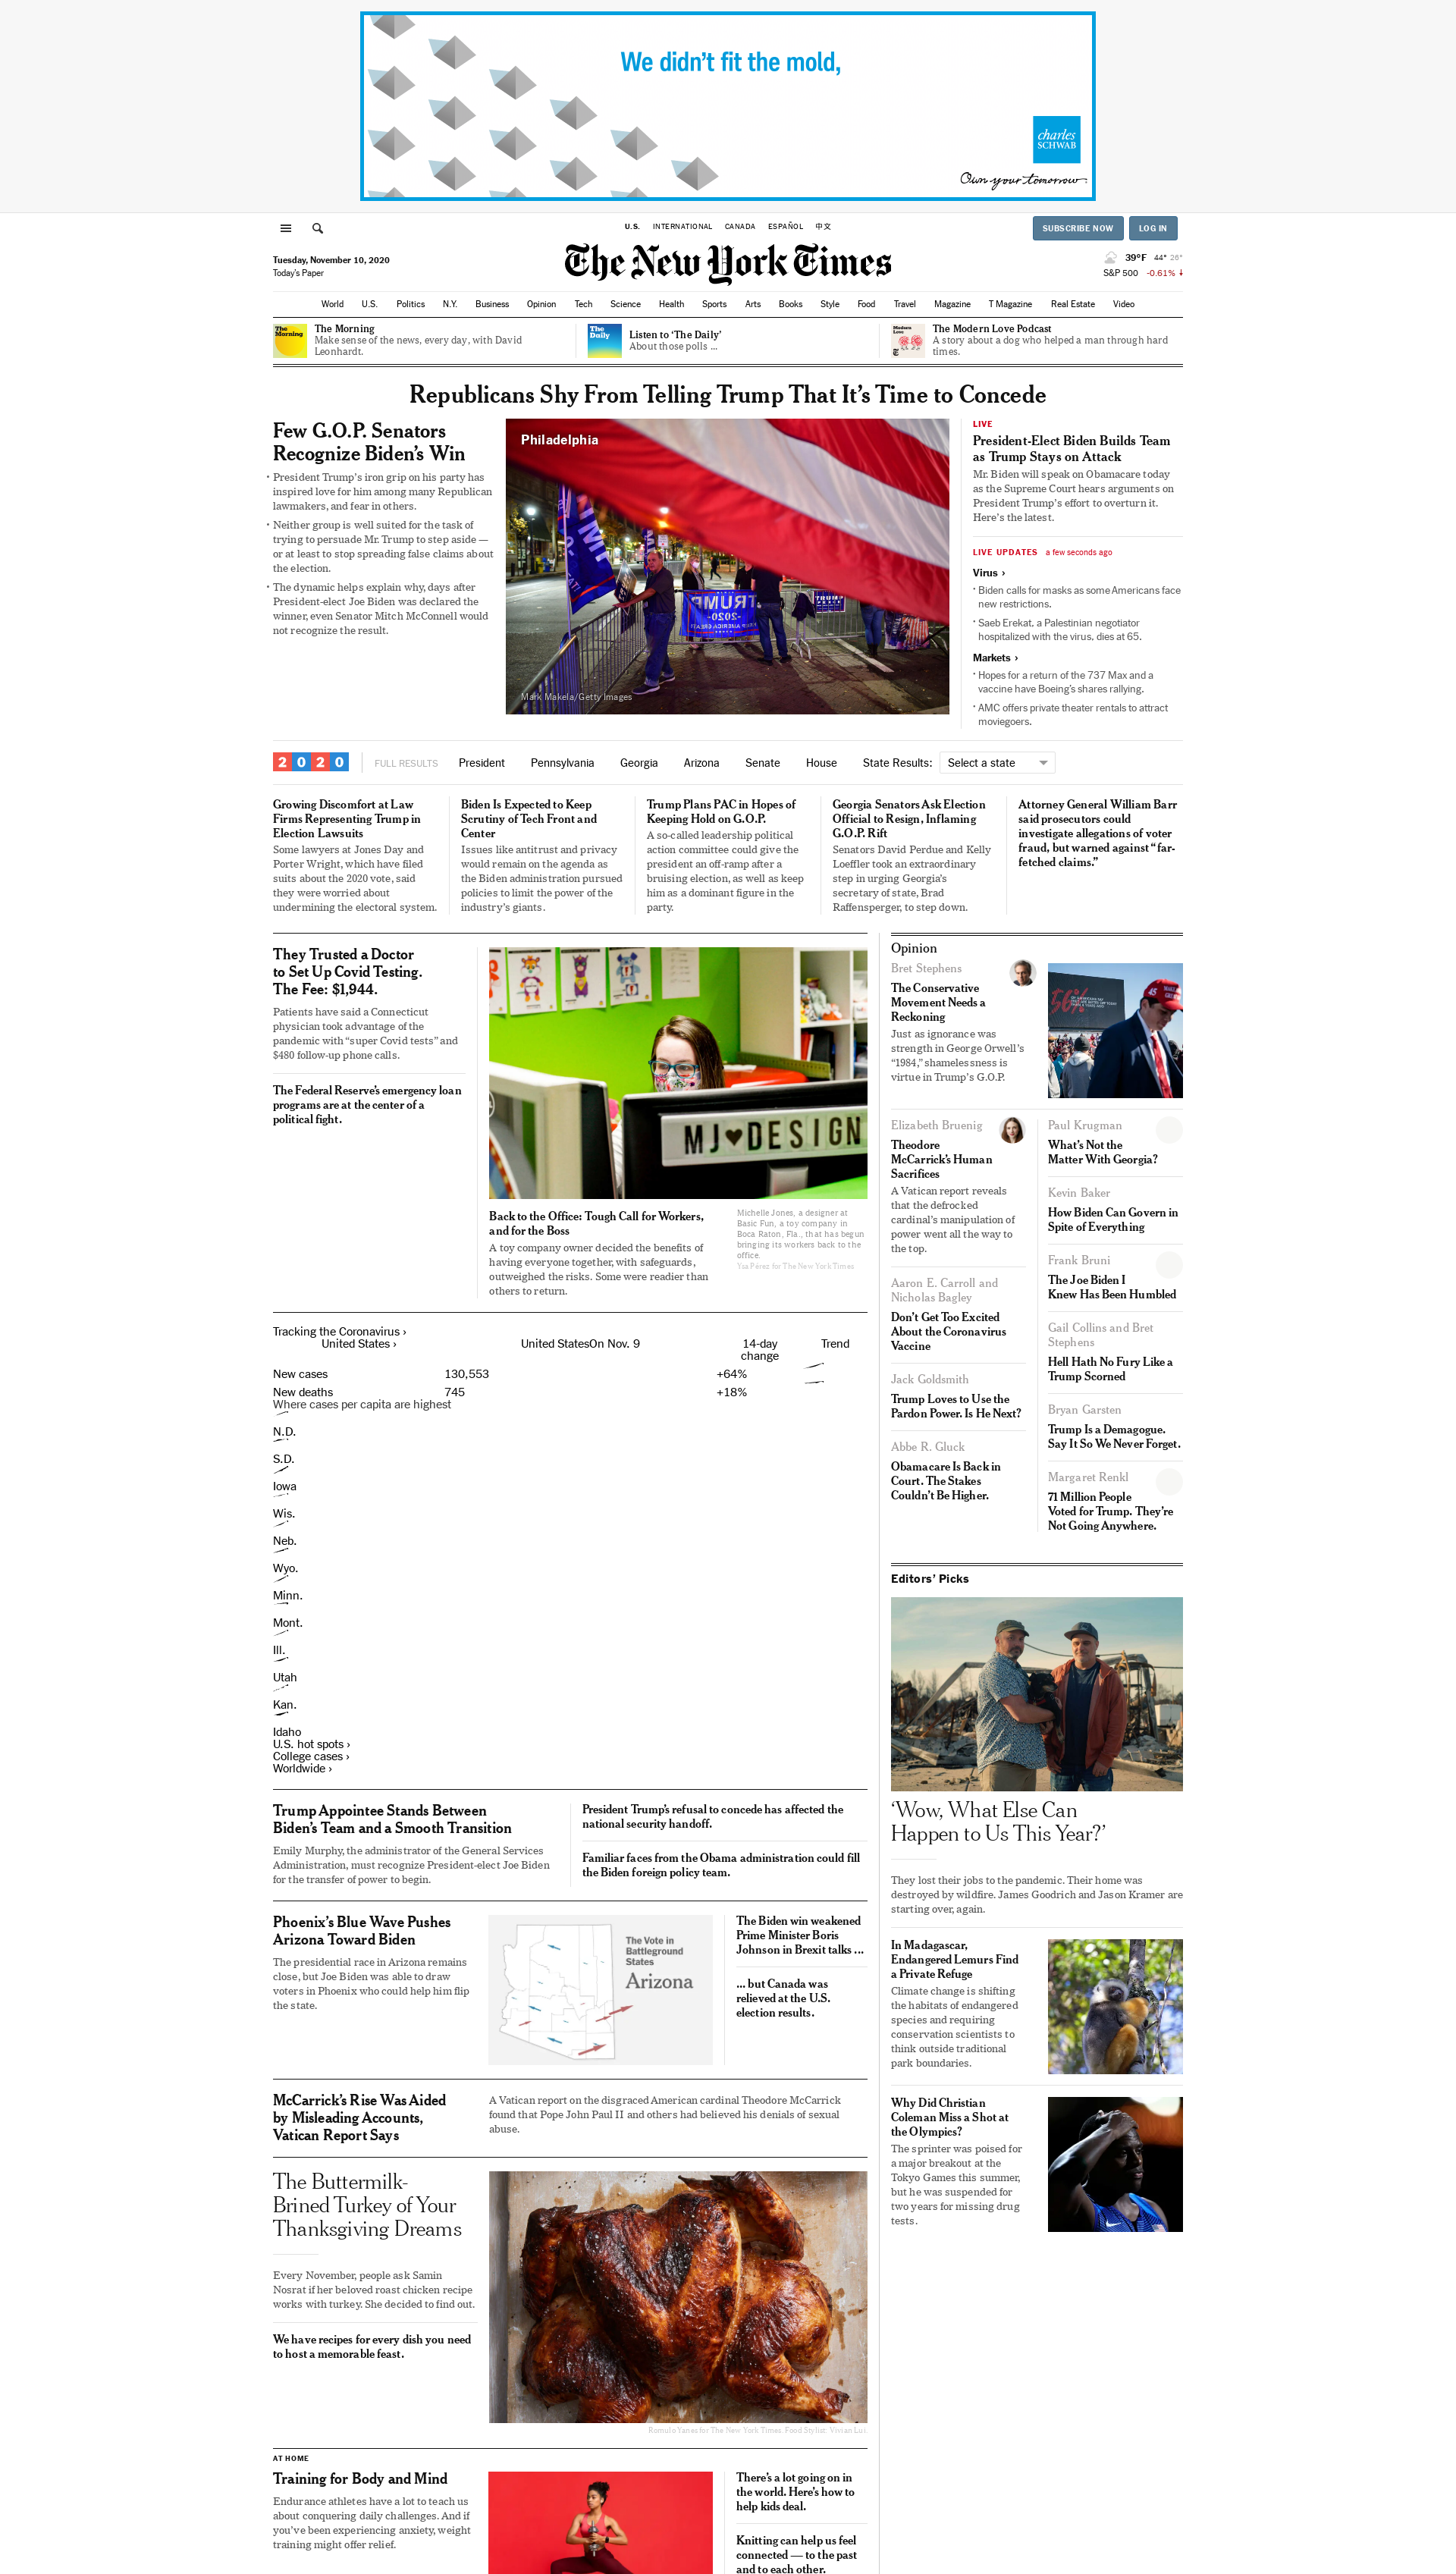 We didn't fit the mold,
charles
SCHWAB
Own your tomorrow
U.S.
INTERNATIONAL
CANADA
ESPAÑOL
中文
SUBSCRIBE NOW
LOG IN
Tuesday, November 10, 2020
Today's Paper
The New York Times
39°F 44° 26°
S&P 500 -0.61%
World U.S. Politics N.Y. Business Opinion Tech Science Health Sports Arts Books Style Food Travel Magazine T Magazine Real Estate Video
The Morning
The Morning
Make sense of the news, every day, with David
Leonhardt.
The Daily
Listen to ‘The Daily’
About those polls ...
Modern Love
The Modern Love Podcast
A story about a dog who helped a man through hard
times.
Republicans Shy From Telling Trump That It’s Time to Concede
Few G.O.P. Senators
Recognize Biden’s Win
• President Trump’s iron grip on his party has
inspired love for him among many Republican
lawmakers, and fear in others.
• Neither group is well suited for the task of
trying to persuade Mr. Trump to step aside —
or at least to stop spreading false claims about
the election.
• The dynamic helps explain why, days after
President-elect Joe Biden was declared the
winner, even Senator Mitch McConnell would
not recognize the result.
Philadelphia
TRUMP
-2020-
TRUMP
Mark Makela/Getty Images
LIVE
President-Elect Biden Builds Team
as Trump Stays on Attack
Mr. Biden will speak on Obamacare today
as the Supreme Court hears arguments on
President Trump’s effort to overturn it.
Here’s the latest.
LIVE UPDATES a few seconds ago
Virus ›
• Biden calls for masks as some Americans face
new restrictions.
• Saeb Erekat, a Palestinian negotiator
hospitalized with the virus, dies at 65.
Markets ›
• Hopes for a return of the 737 Max and a
vaccine have Boeing’s shares rallying.
• AMC offers private theater rentals to attract
moviegoers.
2020 FULL RESULTS President Pennsylvania Georgia Arizona Senate House State Results: Select a state
Growing Discomfort at Law
Firms Representing Trump in
Election Lawsuits
Some lawyers at Jones Day and
Porter Wright, which have filed
suits about the 2020 vote, said
they were worried about
undermining the electoral system.
Biden Is Expected to Keep
Scrutiny of Tech Front and
Center
Issues like antitrust and privacy
would remain on the agenda as
the Biden administration pursued
policies to limit the power of the
industry’s giants.
Trump Plans PAC in Hopes of
Keeping Hold on G.O.P.
A so-called leadership political
action committee could give the
president an off-ramp after a
bruising election, as well as keep
him as a dominant figure in the
party.
Georgia Senators Ask Election
Official to Resign, Inflaming
G.O.P. Rift
Senators David Perdue and Kelly
Loeffler took an extraordinary
step in urging Georgia’s
secretary of state, Brad
Raffensperger, to step down.
Attorney General William Barr
said prosecutors could
investigate allegations of voter
fraud, but warned against “far-
fetched claims.”
They Trusted a Doctor
to Set Up Covid Testing.
The Fee: $1,944.
Patients have said a Connecticut
physician took advantage of the
pandemic with “super Covid tests” and
$480 follow-up phone calls.
The Federal Reserve’s emergency loan
programs are at the center of a
political fight.
MJ♥DESIGN
Back to the Office: Tough Call for Workers,
and for the Boss
A toy company owner decided the benefits of
having everyone together, with safeguards,
outweighed the risks. Some were readier than
others to return.
Michelle Jones, a designer at
Basic Fun, a toy company in
Boca Raton, Fla., that has begun
bringing its workers back to the
office.
Ysa Pérez for The New York Times
Tracking the Coronavirus ›
United States › United StatesOn Nov. 9 14-day
change Trend
New cases 130,553 +64%
New deaths 745 +18%
Where cases per capita are highest
N.D.
S.D.
Iowa
Wis.
Neb.
Wyo.
Minn.
Mont.
Ill.
Utah
Kan.
Idaho
U.S. hot spots ›
College cases ›
Worldwide ›
Trump Appointee Stands Between
Biden’s Team and a Smooth Transition
Emily Murphy, the administrator of the General Services
Administration, must recognize President-elect Joe Biden
for the transfer of power to begin.
President Trump’s refusal to concede has affected the
national security handoff.
Familiar faces from the Obama administration could fill
the Biden foreign policy team.
Phoenix’s Blue Wave Pushes
Arizona Toward Biden
The presidential race in Arizona remains
close, but Joe Biden was able to draw
voters in Phoenix who could help him flip
the state.
The Vote in
Battleground
States
Arizona
The Biden win weakened
Prime Minister Boris
Johnson in Brexit talks ...
... but Canada was
relieved at the U.S.
election results.
McCarrick’s Rise Was Aided
by Misleading Accounts,
Vatican Report Says
A Vatican report on the disgraced American cardinal Theodore McCarrick
found that Pope John Paul II and others had believed his denials of sexual
abuse.
The Buttermilk-
Brined Turkey of Your
Thanksgiving Dreams
Every November, people ask Samin
Nosrat if her beloved roast chicken recipe
works with turkey. She decided to find out.
We have recipes for every dish you need
to host a memorable feast.
Romulo Yanes for The New York Times. Food Stylist: Vivian Lui.
AT HOME
Training for Body and Mind
Endurance athletes have a lot to teach us
about conquering daily challenges. And if
you’ve been experiencing anxiety, weight
training might offer relief.
There’s a lot going on in
the world. Here’s how to
help kids deal.
Knitting can help us feel
connected — to the past
and to each other.
Opinion
Bret Stephens
The Conservative
Movement Needs a
Reckoning
Just as ignorance was
strength in George Orwell’s
“1984,” shamelessness is
virtue in Trump’s G.O.P.
56%
45
Elizabeth Bruenig
Theodore
McCarrick’s Human
Sacrifices
A Vatican report reveals
that the defrocked
cardinal’s manipulation of
power went all the way to
the top.
Aaron E. Carroll and
Nicholas Bagley
Don’t Get Too Excited
About the Coronavirus
Vaccine
Jack Goldsmith
Trump Loves to Use the
Pardon Power. Is He Next?
Abbe R. Gluck
Obamacare Is Back in
Court. The Stakes
Couldn’t Be Higher.
Paul Krugman
What’s Not the
Matter With Georgia?
Kevin Baker
How Biden Can Govern in
Spite of Everything
Frank Bruni
The Joe Biden I
Knew Has Been Humbled
Gail Collins and Bret
Stephens
Hell Hath No Fury Like a
Trump Scorned
Bryan Garsten
Trump Is a Demagogue.
Say It So We Never Forget.
Margaret Renkl
71 Million People
Voted for Trump. They’re
Not Going Anywhere.
Editors’ Picks
‘Wow, What Else Can
Happen to Us This Year?’
They lost their jobs to the pandemic. Their home was
destroyed by wildfire. James Goodrich and Jason Kramer are
starting over, again.
In Madagascar,
Endangered Lemurs Find
a Private Refuge
Climate change is shifting
the habitats of endangered
species and requiring
conservation scientists to
think outside traditional
park boundaries.
Why Did Christian
Coleman Miss a Shot at
the Olympics?
The sprinter was poised for
a major breakout at the
Tokyo Games this summer,
but he was suspended for
two years for missing drug
tests.